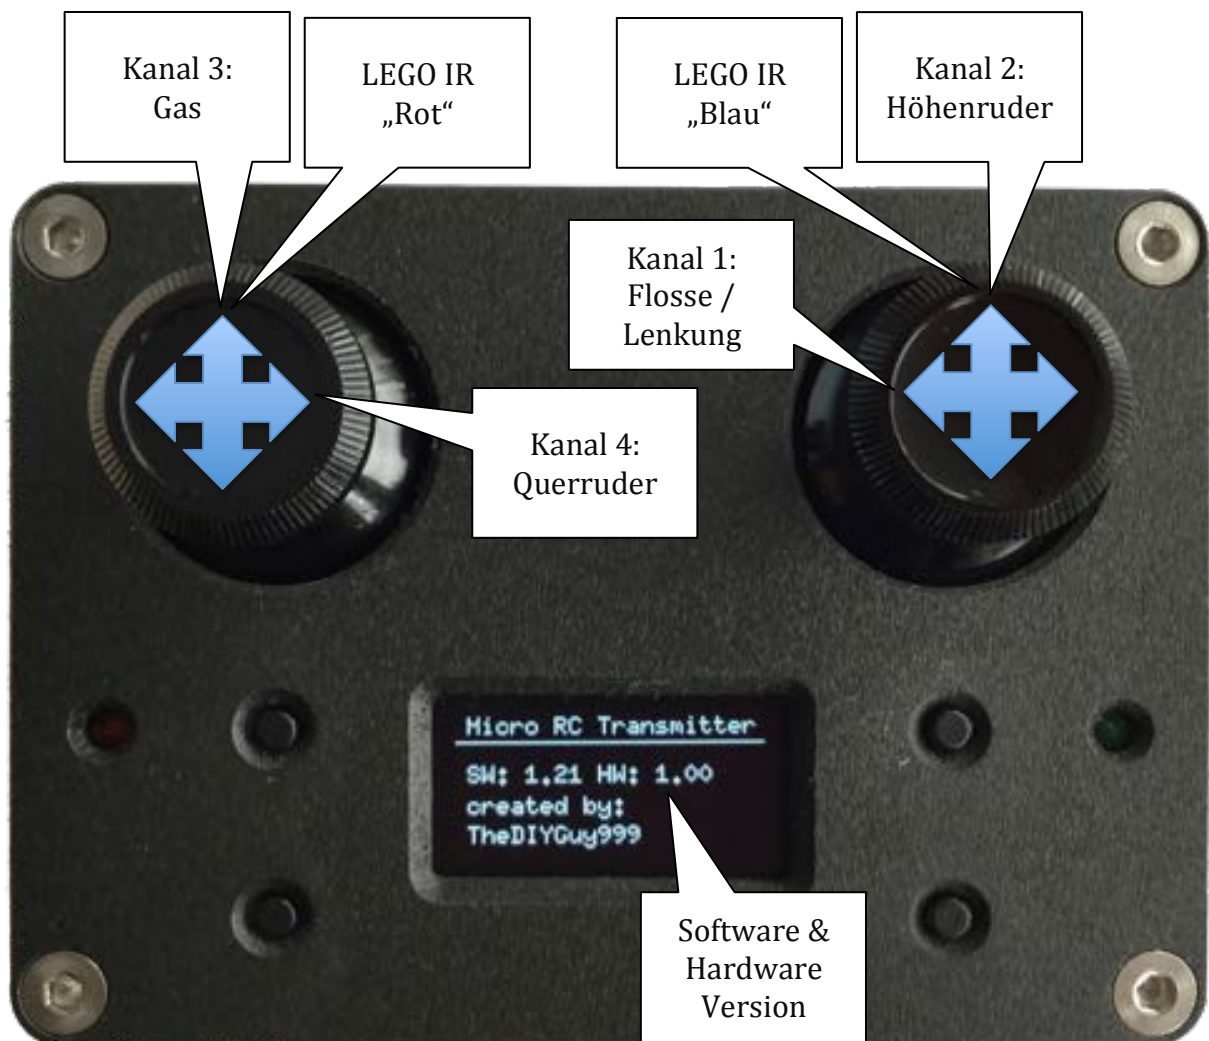 Kanal 3:
Gas
LEGO IR
„Rot“
LEGO IR
„Blau“
Kanal 2:
Höhenruder
Kanal 1:
Flosse /
Lenkung
Kanal 4:
Querruder
Micro RC Transmitter
SW: 1.21 HW: 1.00
created by:
TheDIYGuy999
Software &
Hardware
Version